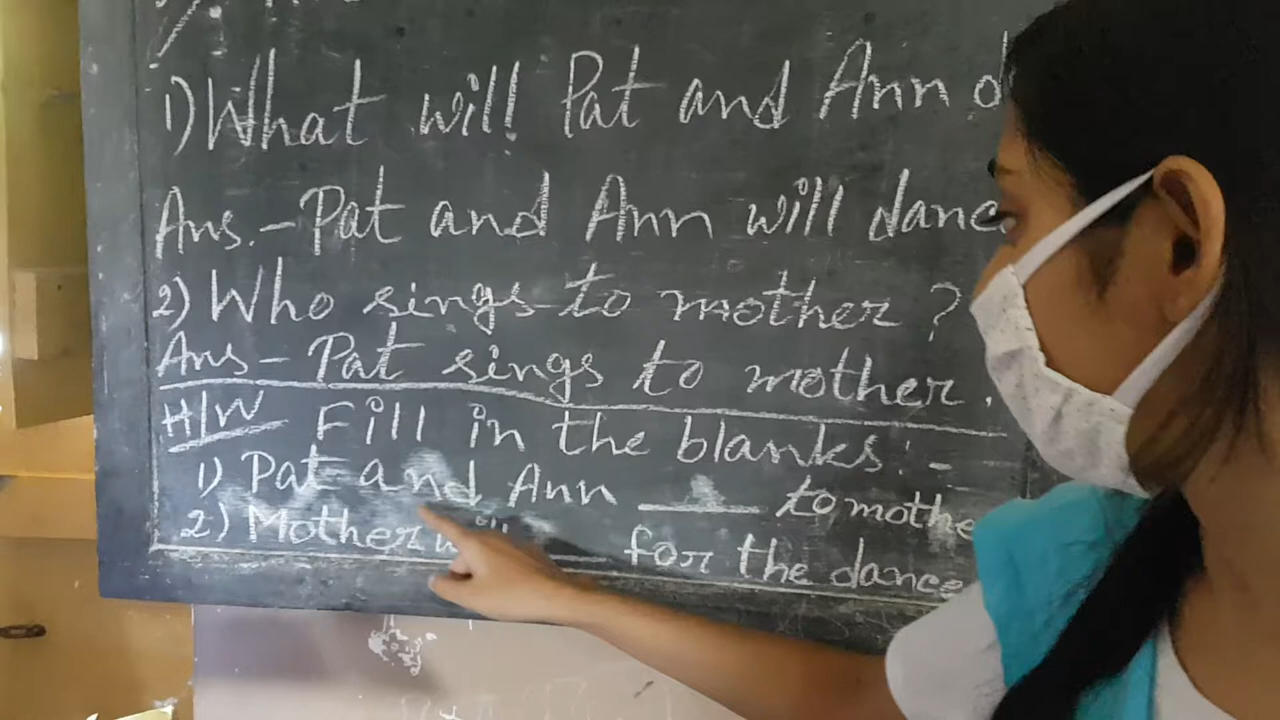 1) What will Pat and Ann d
Ans.- Pat and Ann will danc
2) Who sings to mother ?
Ans - Pat sings to mother.
H/W Fill in the blanks:-
1) Pat and Ann ____ to mothe
2) Mother will ____ for the dance